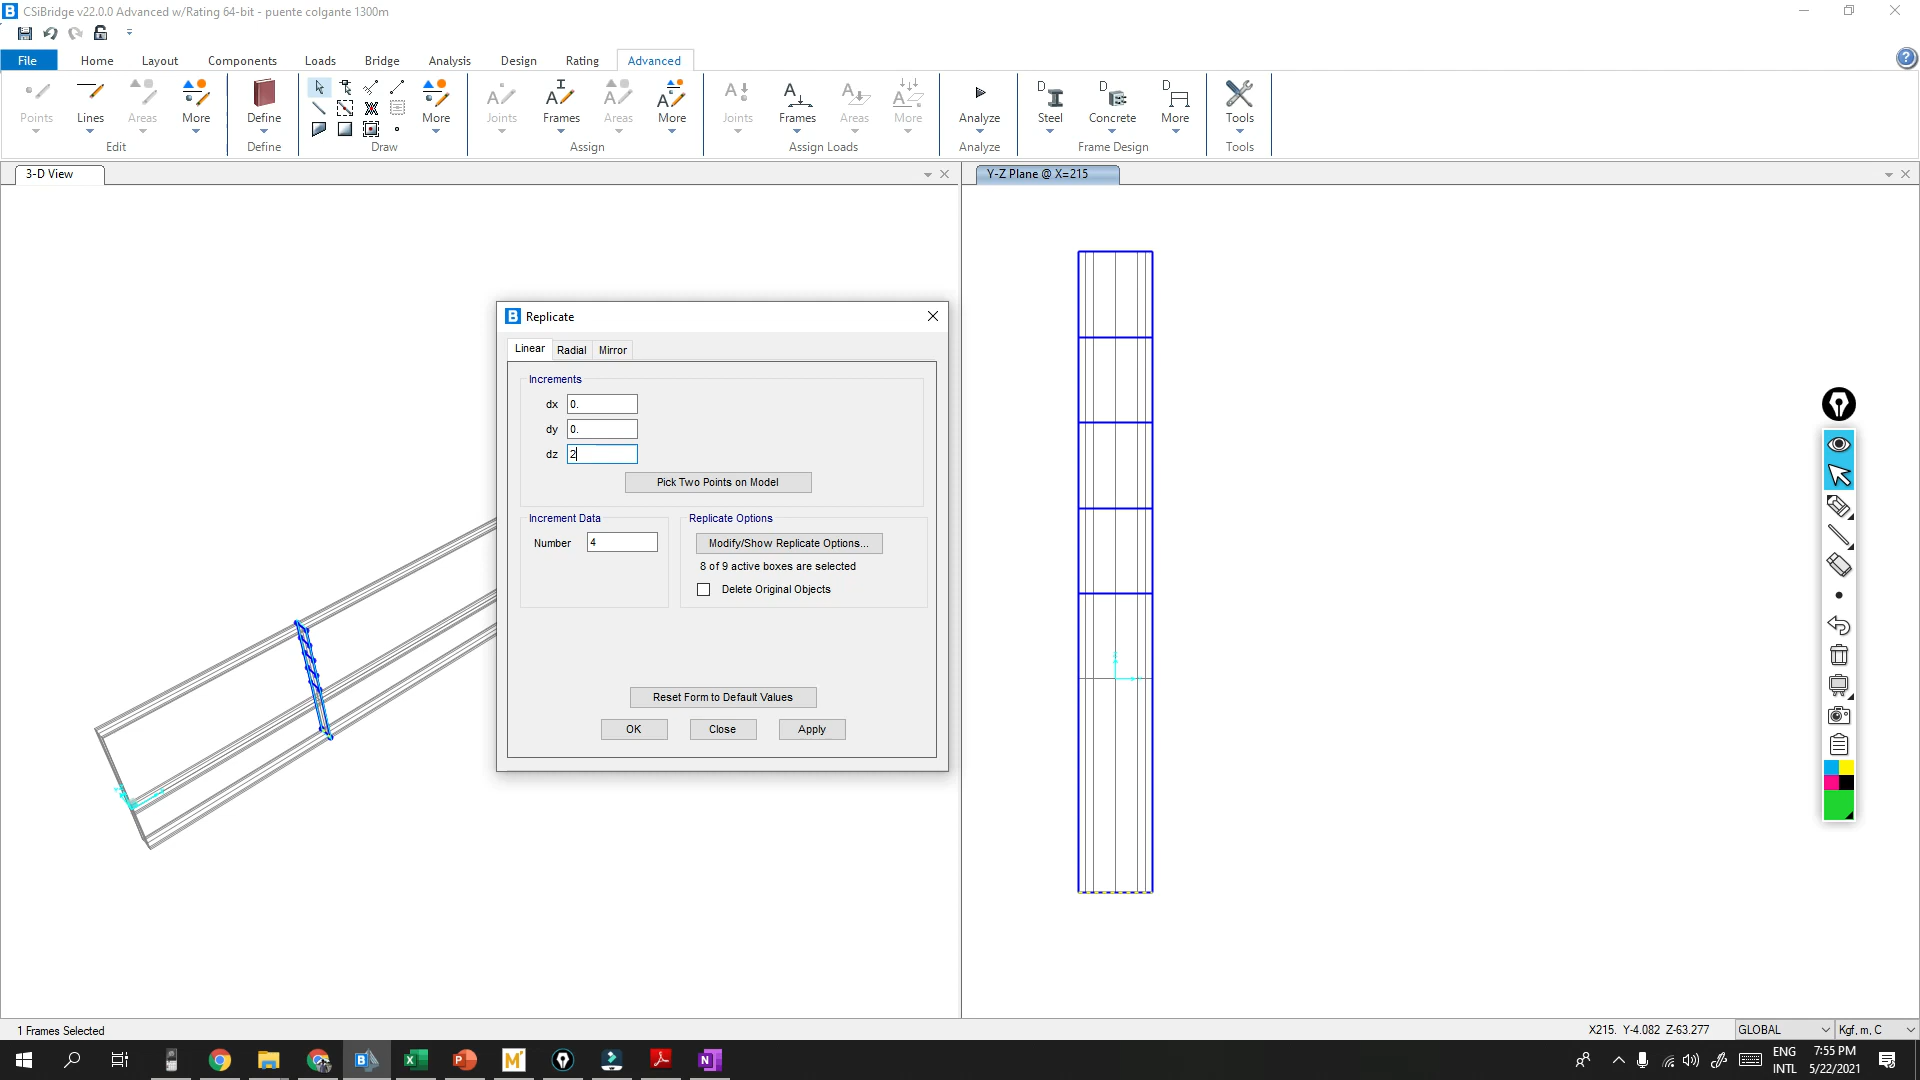 CSiBridge v22.0.0 Advanced w/Rating 64-bit - puente colgante 1300m
File Home Layout Components Loads Bridge Analysis Design Rating Advanced
Points Lines Areas More Define More Joints Frames Areas More Joints Frames Areas More Analyze Steel Concrete More Tools
Edit Define Draw Assign Assign Loads Analyze Frame Design Tools
3-D View
Y-Z Plane @ X=215
Replicate
Linear Radial Mirror
Increments
dx 0.
dy 0.
dz 2
Pick Two Points on Model
Increment Data
Number 4
Replicate Options
Modify/Show Replicate Options...
8 of 9 active boxes are selected
Delete Original Objects
Reset Form to Default Values
OK Close Apply
1 Frames Selected
X215. Y-4.082 Z-63.277
GLOBAL
Kgf, m, C
ENG
INTL
7:55 PM
5/22/2021